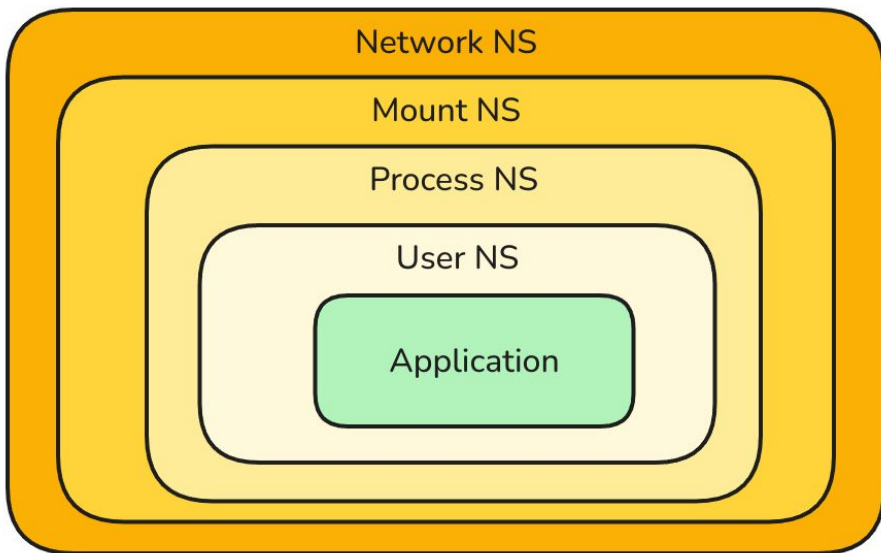 Network NS
Mount NS
Process NS
User NS
Application